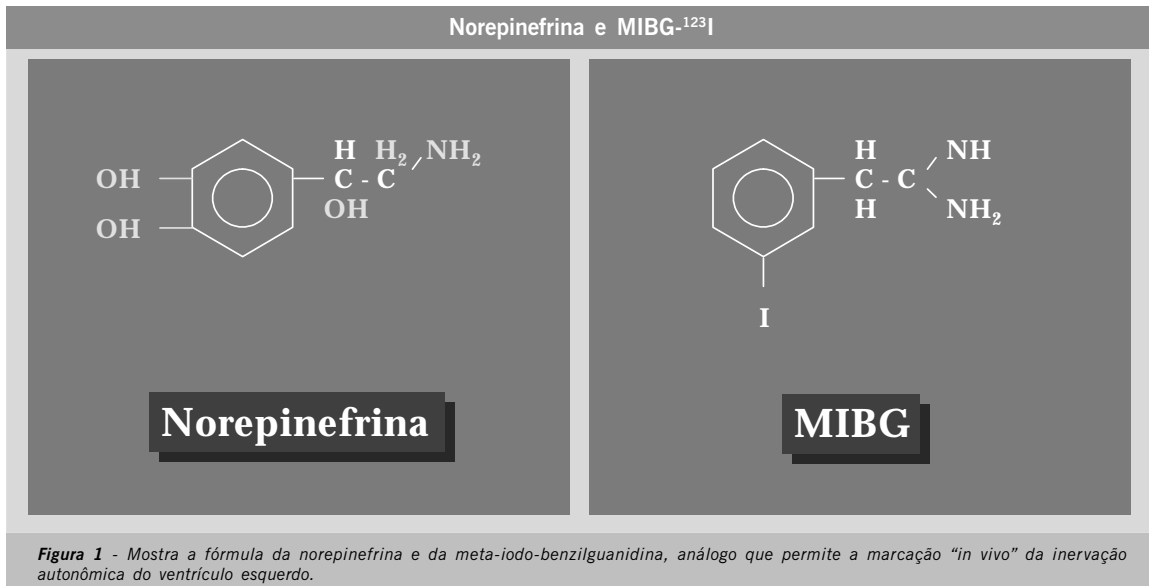 Norepinefrina e MIBG-¹²³I
H H₂ NH₂
OH C - C
OH OH
Norepinefrina
H NH
C - C
H NH₂
I
MIBG
Figura 1 - Mostra a fórmula da norepinefrina e da meta-iodo-benzilguanidina, análogo que permite a marcação “in vivo” da inervação
autonômica do ventrículo esquerdo.